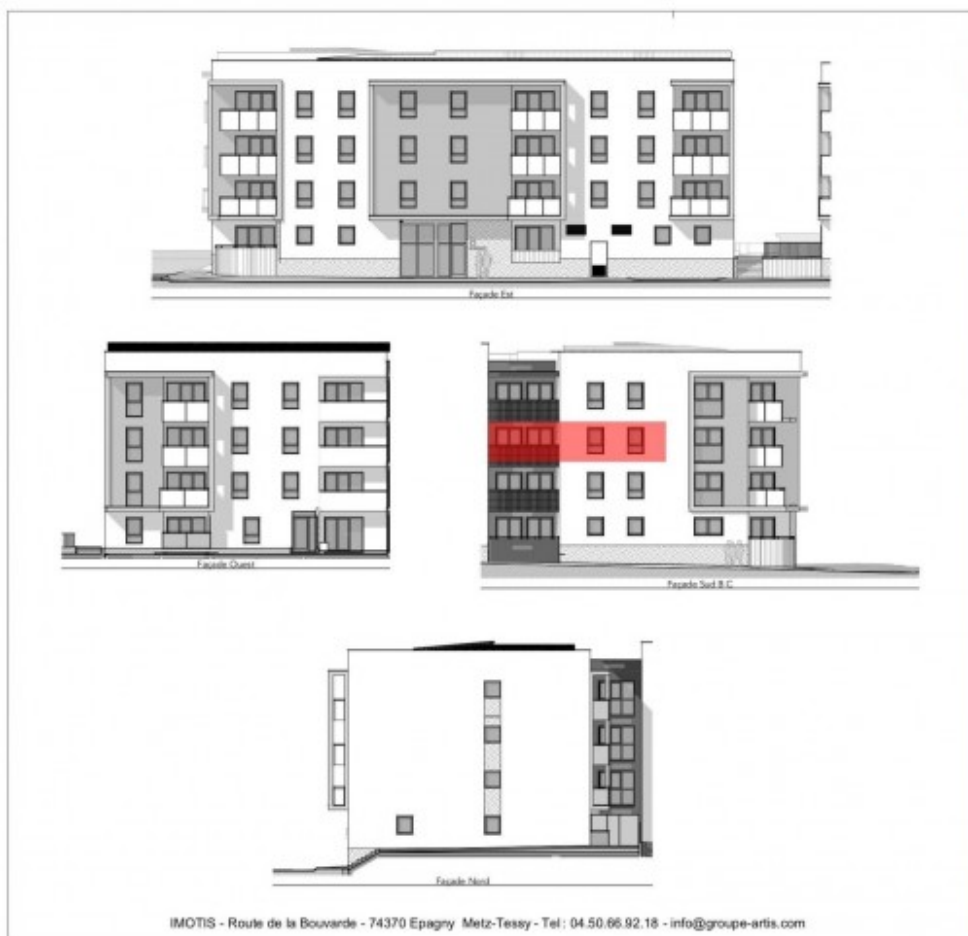 Façade Est
Façade Ouest
Façade Sud B C
Façade Nord
IMOTIS - Route de la Bouvarde - 74370 Epagny Metz-Tessy - Tel : 04.50.66.92.18 - info@groupe-artis.com